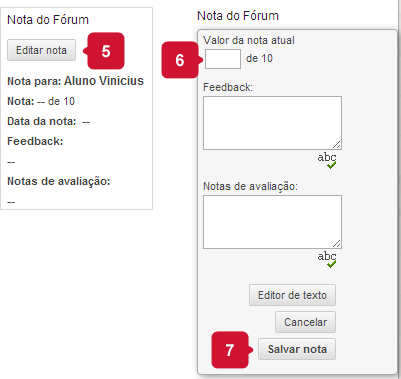 Nota do Fórum
Editar nota
5
Nota para: Aluno Vinicius
Nota: -- de 10
Data da nota: --
Feedback:
--
Notas de avaliação:
--
Nota do Fórum
Valor da nota atual
6
de 10
Feedback:
abc
Notas de avaliação:
abc
Editor de texto
Cancelar
7
Salvar nota